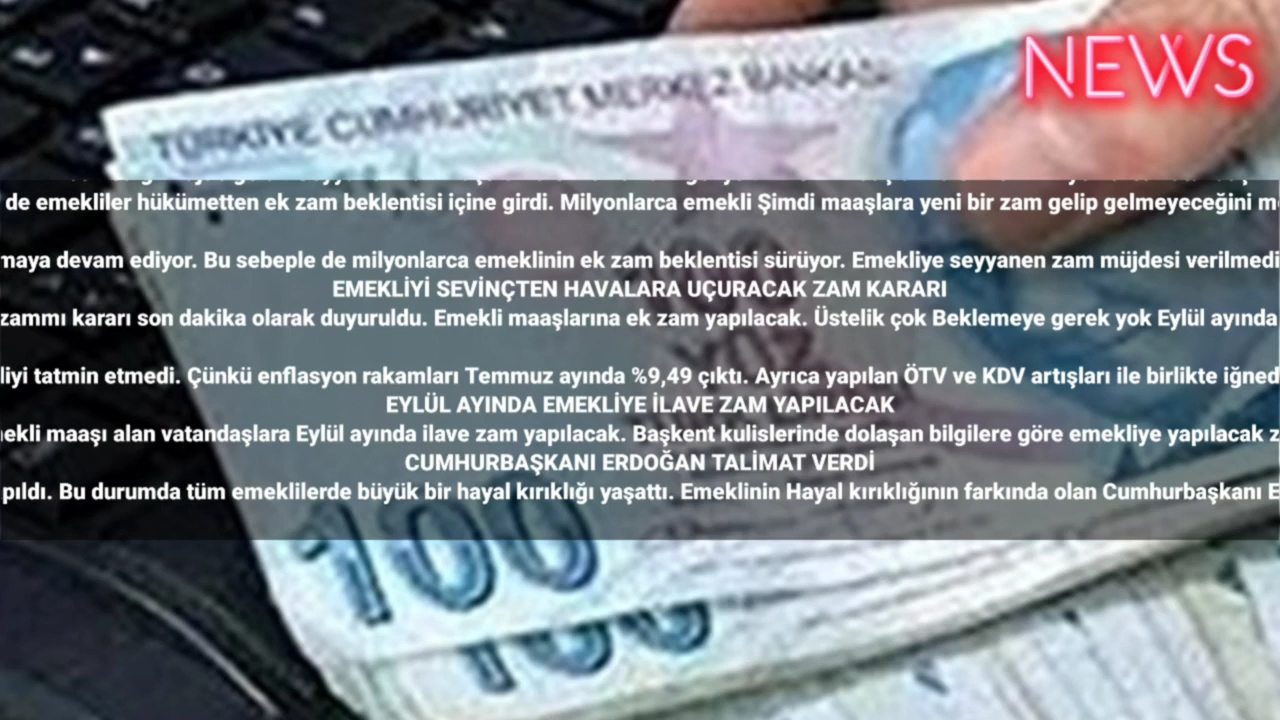 NEWS
TÜRKİYE CUMHURİYET MERKEZ BANKASI
de emekliler hükümetten ek zam beklentisi içine girdi. Milyonlarca emekli Şimdi maaşlara yeni bir zam gelip gelmeyeceğini
maya devam ediyor. Bu sebeple de milyonlarca emeklinin ek zam beklentisi sürüyor. Emekliye seyyanen zam müjdesi verilmedi
EMEKLİYİ SEVİNÇTEN HAVALARA UÇURACAK ZAM KARARI
zammı kararı son dakika olarak duyuruldu. Emekli maaşlarına ek zam yapılacak. Üstelik çok Beklemeye gerek yok Eylül ayında
liyi tatmin etmedi. Çünkü enflasyon rakamları Temmuz ayında %9,49 çıktı. Ayrıca yapılan ÖTV ve KDV artışları ile birlikte iğned
EYLÜL AYINDA EMEKLİYE İLAVE ZAM YAPILACAK
ekli maaşı alan vatandaşlara Eylül ayında ilave zam yapılacak. Başkent kulislerinde dolaşan bilgilere göre emekliye yapılacak z
CUMHURBAŞKANI ERDOĞAN TALİMAT VERDİ
pıldı. Bu durumda tüm emeklilerde büyük bir hayal kırıklığı yaşattı. Emeklinin Hayal kırıklığının farkında olan Cumhurbaşkanı E
100
100